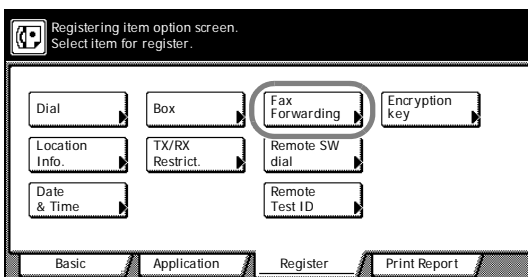 Registering item option screen.
Select item for register.
Dial
Box
Fax
Forwarding
Encryption
key
Location
Info.
TX/RX
Restrict.
Remote SW
dial
Date
& Time
Remote
Test ID
Basic
Application
Register
Print Report